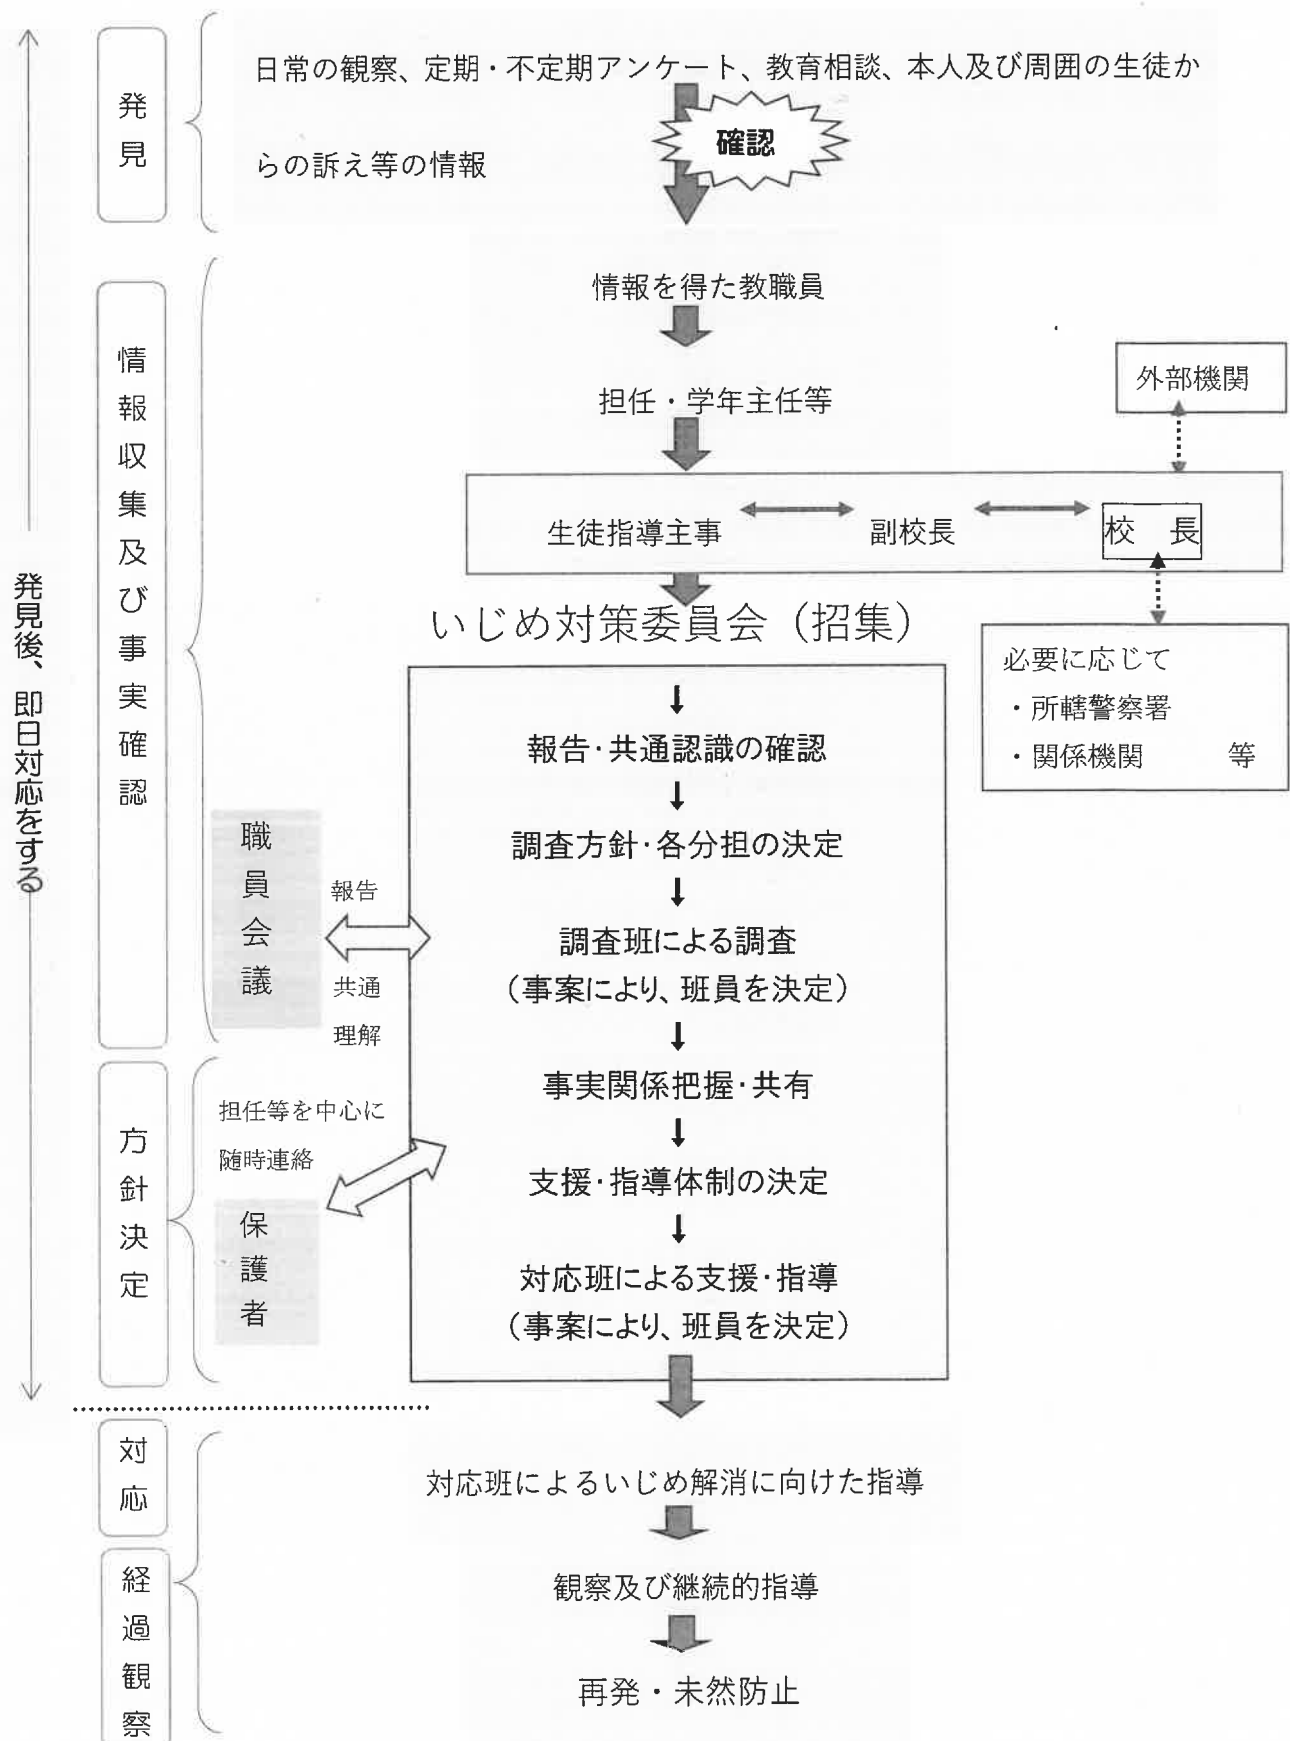 発見後、即日対応をする
発見
日常の観察、定期・不定期アンケート、教育相談、本人及び周囲の生徒か
らの訴え等の情報
確認
情報収集及び事実確認
情報を得た教職員
担任・学年主任等
外部機関
生徒指導主事
副校長
校　長
いじめ対策委員会（招集）
必要に応じて
・所轄警察署
・関係機関　　　等
報告・共通認識の確認
調査方針・各分担の決定
調査班による調査
（事案により、班員を決定）
職員会議
報告
共通
理解
事実関係把握・共有
方針決定
担任等を中心に
随時連絡
保護者
支援・指導体制の決定
対応班による支援・指導
（事案により、班員を決定）
対応
対応班によるいじめ解消に向けた指導
経過観察
観察及び継続的指導
再発・未然防止